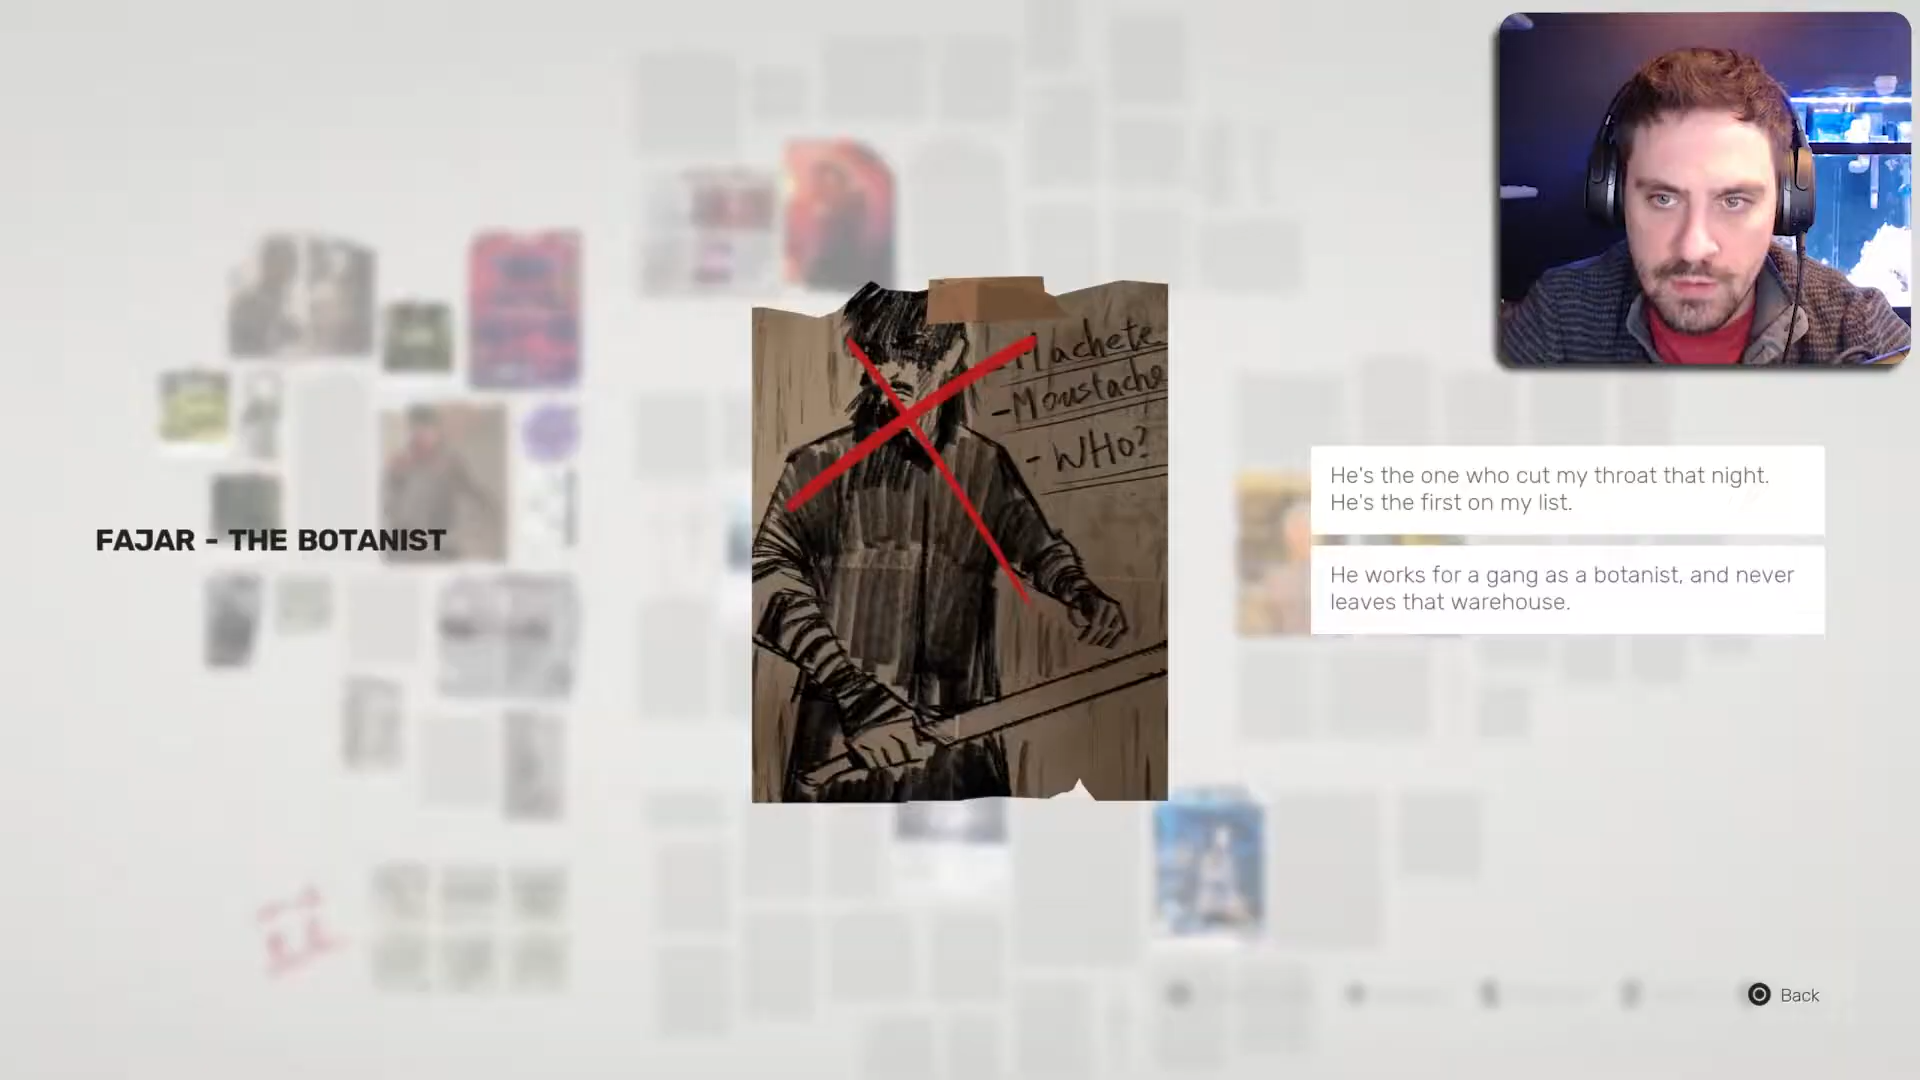 FAJAR - THE BOTANIST
-Machete
-Moustache
- WHO?
He's the one who cut my throat that night.
He's the first on my list.
He works for a gang as a botanist, and never
leaves that warehouse.
Back